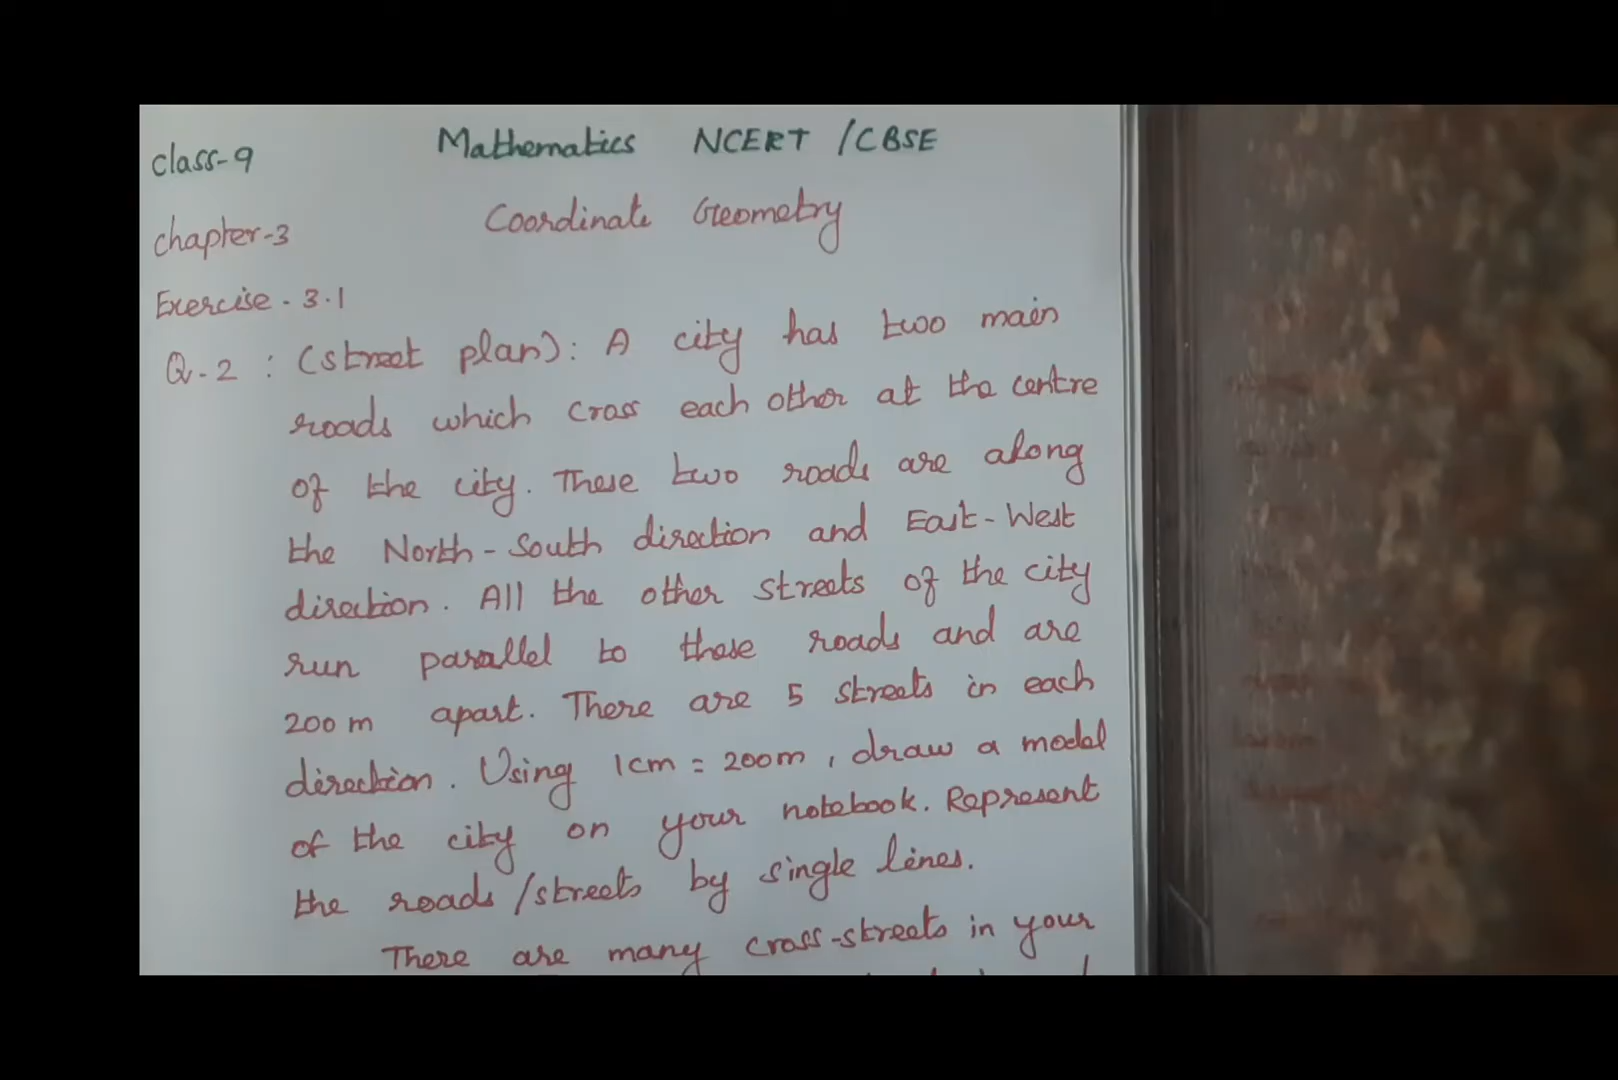 class-9 Mathematics NCERT /CBSE
chapter-3 Coordinate Geometry
Exercise - 3.1
Q-2 : (street plan): A city has two main
roads which cross each other at the centre
of the city. These two roads are along
the North-South direction and East-West
direction. All the other streets of the city
run parallel to these roads and are
200 m apart. There are 5 streets in each
direction. Using 1cm = 200m, draw a model
of the city on your notebook. Represent
the roads/streets by single lines.
There are many cross-streets in your